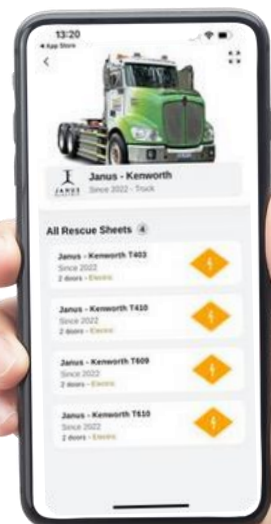 13:20
App Store
Janus - Kenworth
JANUS
Since 2022 - Truck
All Rescue Sheets 4
Janus - Kenworth T403
Since 2022
2 doors - Electric
Janus - Kenworth T410
Since 2022
2 doors - Electric
Janus - Kenworth T609
Since 2022
2 doors - Electric
Janus - Kenworth T610
Since 2022
2 doors - Electric